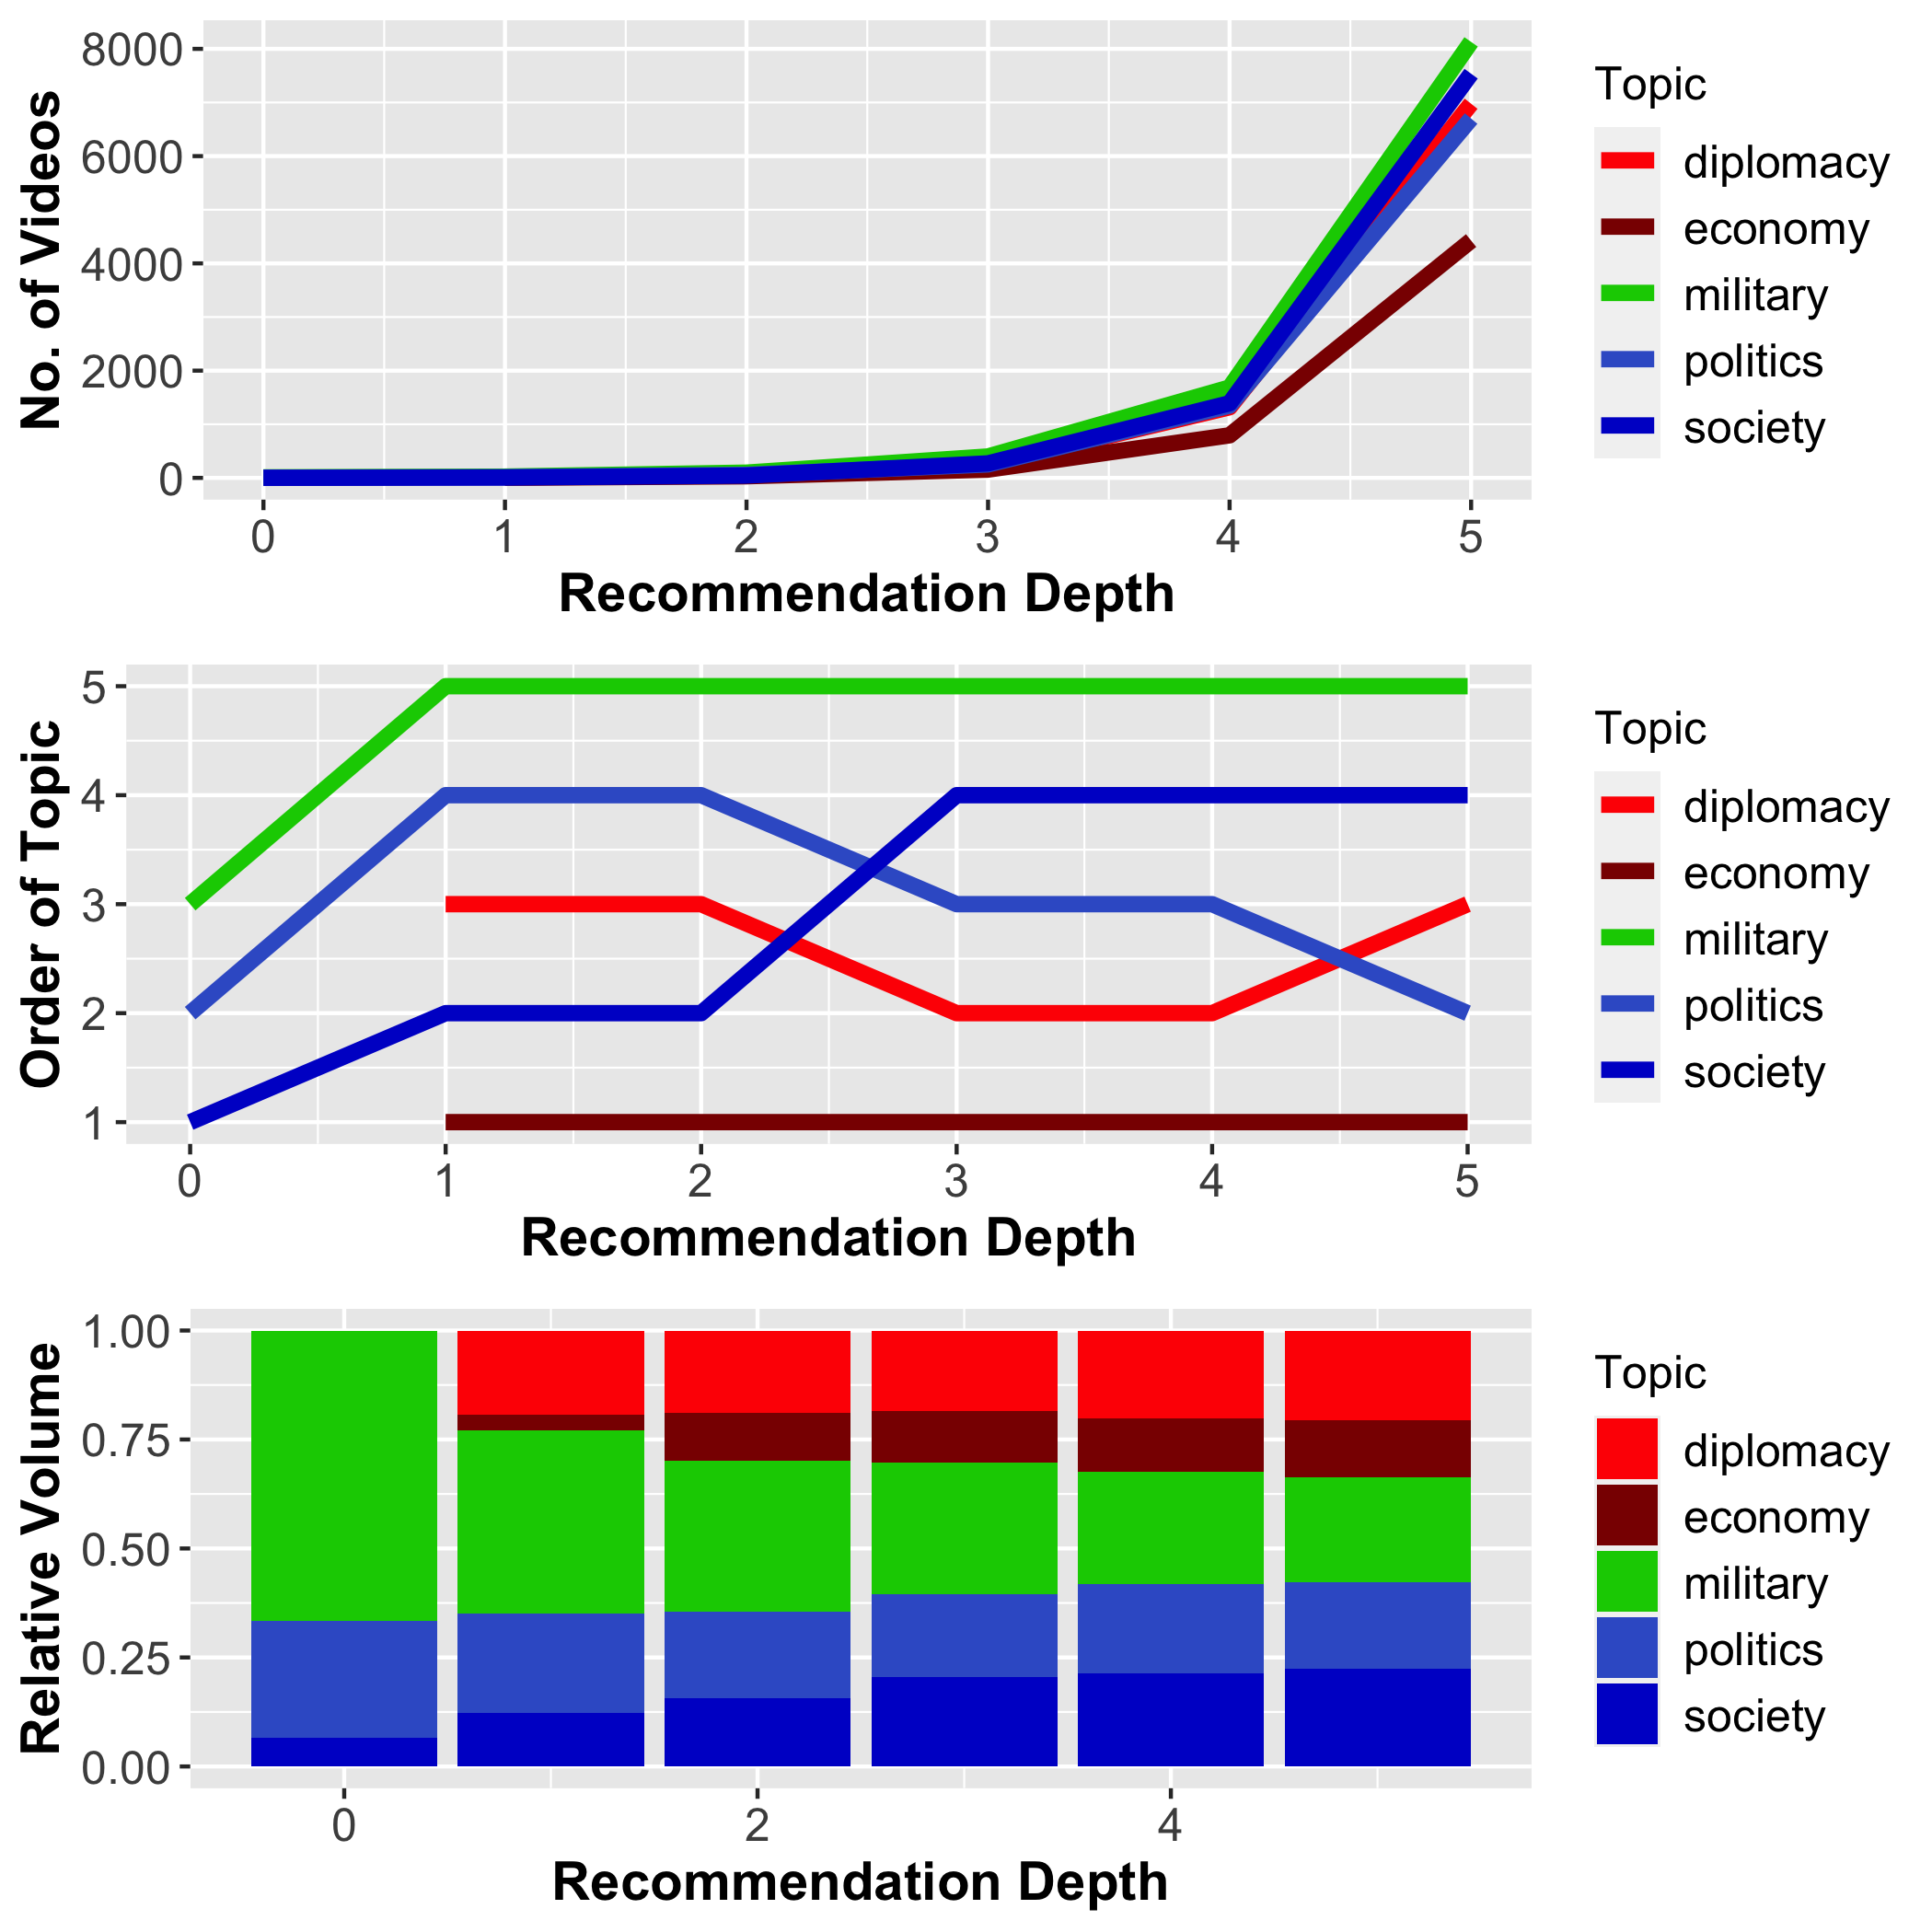 No. of Videos
8000
6000
4000
2000
0
0 1 2 3 4 5
Recommendation Depth
Topic
diplomacy
economy
military
politics
society
Order of Topic
5
4
3
2
1
0 1 2 3 4 5
Recommendation Depth
Topic
diplomacy
economy
military
politics
society
Relative Volume
1.00
0.75
0.50
0.25
0.00
0 2 4
Recommendation Depth
Topic
diplomacy
economy
military
politics
society